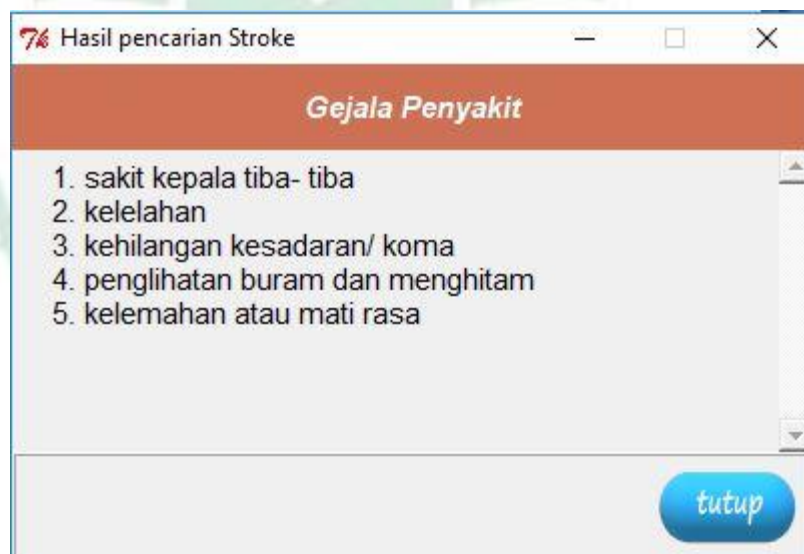 Hasil pencarian Stroke
Gejala Penyakit
1. sakit kepala tiba- tiba
2. kelelahan
3. kehilangan kesadaran/ koma
4. penglihatan buram dan menghitam
5. kelemahan atau mati rasa
tutup